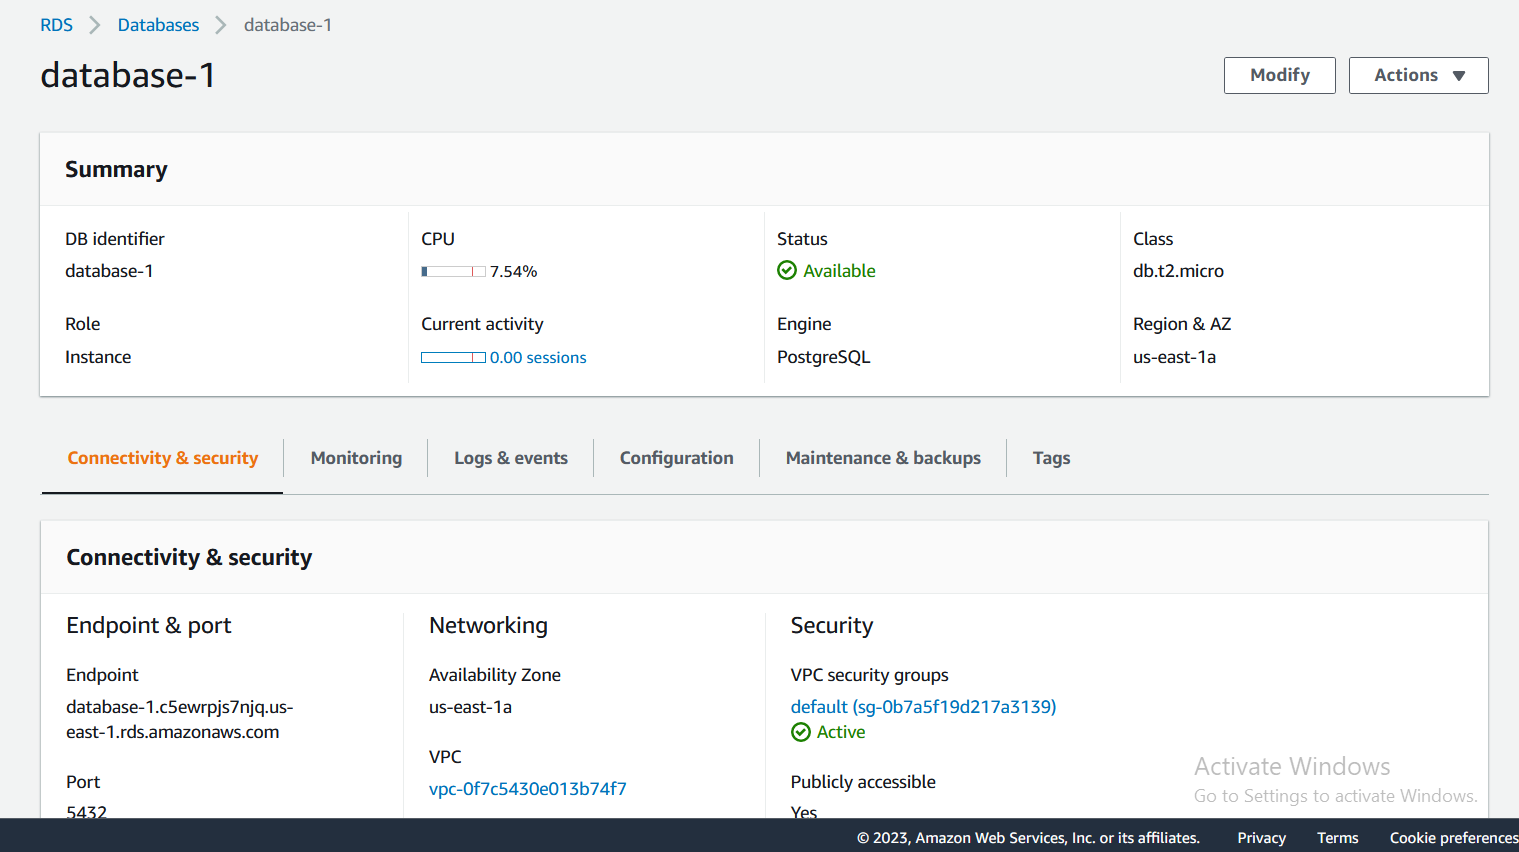 RDS > Databases > database-1
database-1
Modify
Actions
Summary
DB identifier
database-1
CPU
7.54%
Status
Available
Class
db.t2.micro
Role
Instance
Current activity
0.00 sessions
Engine
PostgreSQL
Region & AZ
us-east-1a
Connectivity & security
Monitoring
Logs & events
Configuration
Maintenance & backups
Tags
Connectivity & security
Endpoint & port
Endpoint
database-1.c5ewrpjs7njq.us-
east-1.rds.amazonaws.com
Port
5432
Networking
Availability Zone
us-east-1a
VPC
vpc-0f7c5430e013b74f7
Security
VPC security groups
default (sg-0b7a5f19d217a3139)
Active
Publicly accessible
Yes
Activate Windows
Go to Settings to activate Windows.
© 2023, Amazon Web Services, Inc. or its affiliates.
Privacy
Terms
Cookie preferences